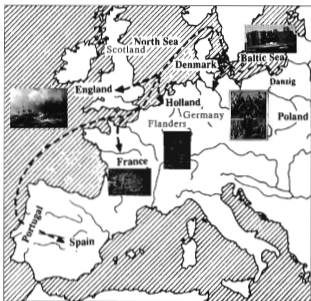 North Sea
Scotland
Denmark
Baltic Sea
England
Danzig
Holland
Germany
Poland
Flanders
France
Portugal
Spain